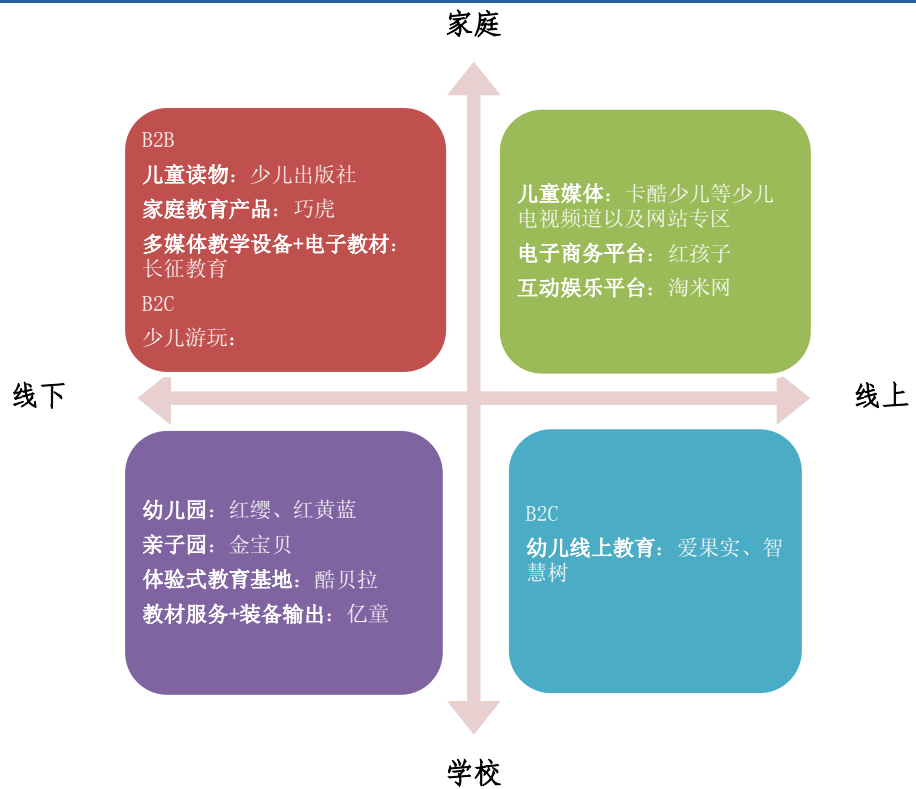 家庭
B2B
儿童读物：少儿出版社
家庭教育产品：巧虎
多媒体教学设备+电子教材：
长征教育
B2C
少儿游玩：
儿童媒体：卡酷少儿等少儿
电视频道以及网站专区
电子商务平台：红孩子
互动娱乐平台：淘米网
线下
线上
幼儿园：红缨、红黄蓝
亲子园：金宝贝
体验式教育基地：酷贝拉
教材服务+装备输出：亿童
B2C
幼儿线上教育：爱果实、智
慧树
学校